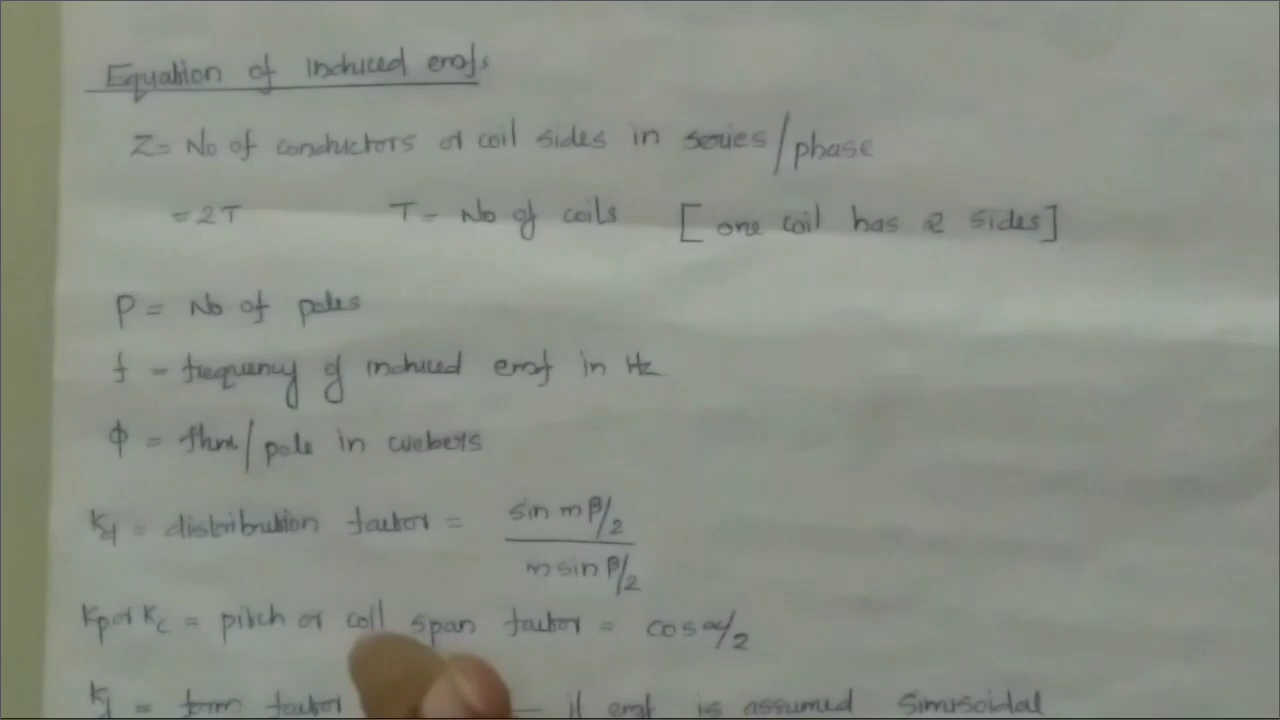 Equation of induced emfs
Z = No of conductors or coil sides in series/phase
= 2T T = No of coils [one coil has 2 sides]
P = No of poles
f = frequency of induced emf in Hz
ϕ = flux/pole in webers
Kd = distribution factor = sin mβ/2 / m sin β/2
Kp or Kc = pitch or coil span factor = cos α/2
Kf = form factor — if emf is assumed sinusoidal